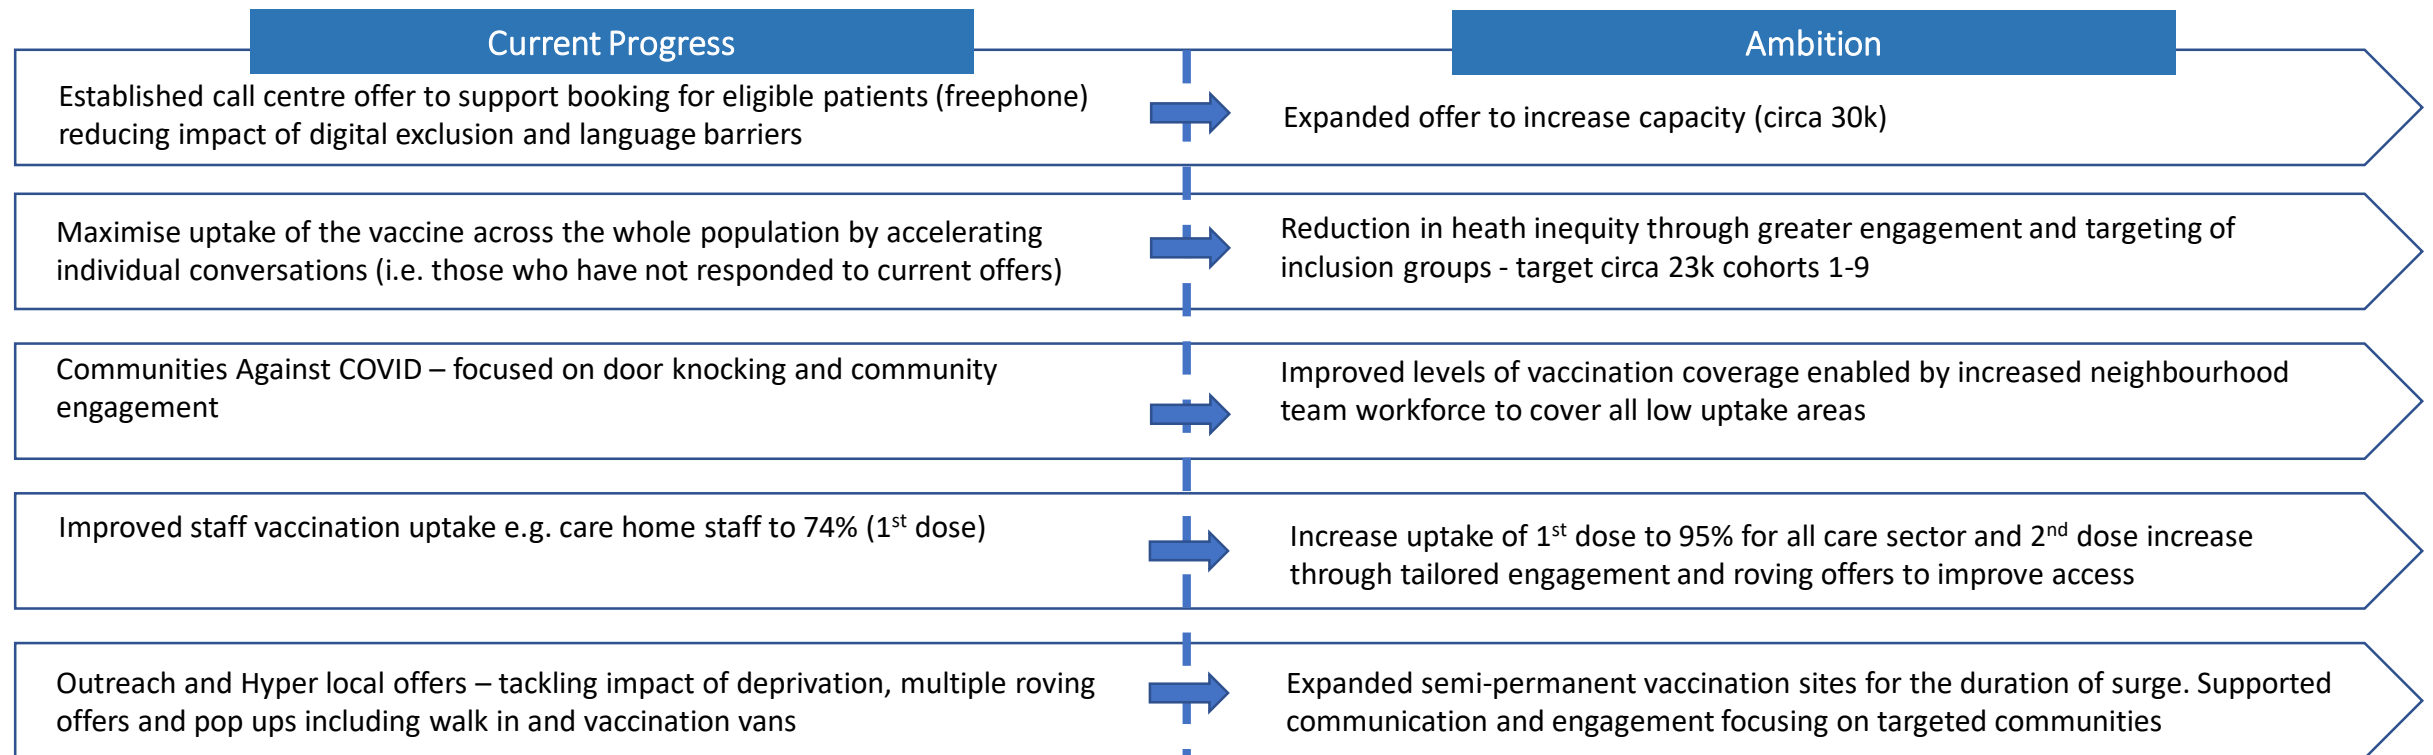 Current Progress
Ambition
Established call centre offer to support booking for eligible patients (freephone)
reducing impact of digital exclusion and language barriers
Expanded offer to increase capacity (circa 30k)
Maximise uptake of the vaccine across the whole population by accelerating
individual conversations (i.e. those who have not responded to current offers)
Reduction in heath inequity through greater engagement and targeting of
inclusion groups - target circa 23k cohorts 1-9
Communities Against COVID – focused on door knocking and community
engagement
Improved levels of vaccination coverage enabled by increased neighbourhood
team workforce to cover all low uptake areas
Improved staff vaccination uptake e.g. care home staff to 74% (1st dose)
Increase uptake of 1st dose to 95% for all care sector and 2nd dose increase
through tailored engagement and roving offers to improve access
Outreach and Hyper local offers – tackling impact of deprivation, multiple roving
offers and pop ups including walk in and vaccination vans
Expanded semi-permanent vaccination sites for the duration of surge. Supported
communication and engagement focusing on targeted communities